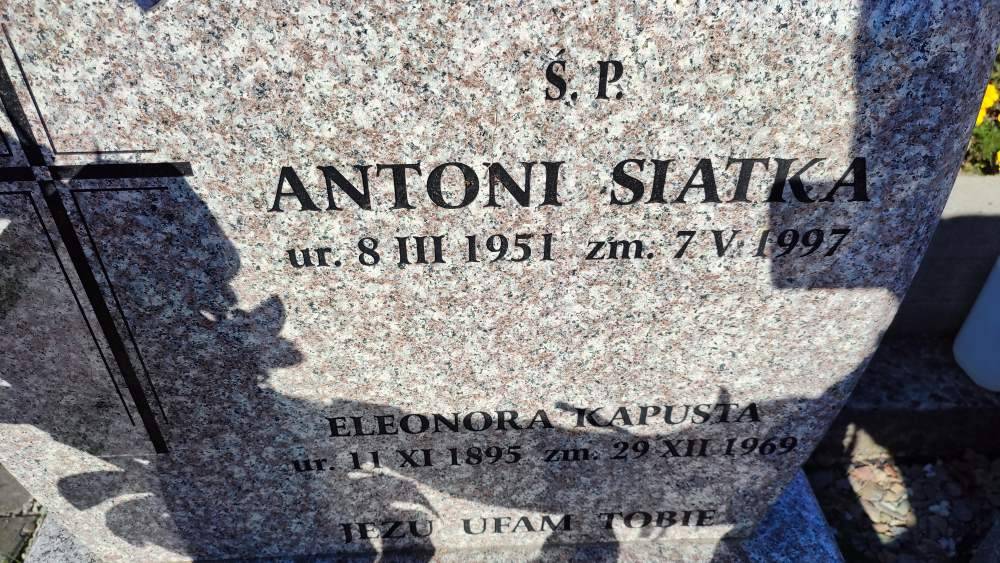 Ś. P.
ANTONI SIATKA
ur. 8 III 1951 zm. 7 V 1997
ELEONORA KAPUSTA
ur. 11 XI 1895 zm. 29 XII 1969
JEZU UFAM TOBIE